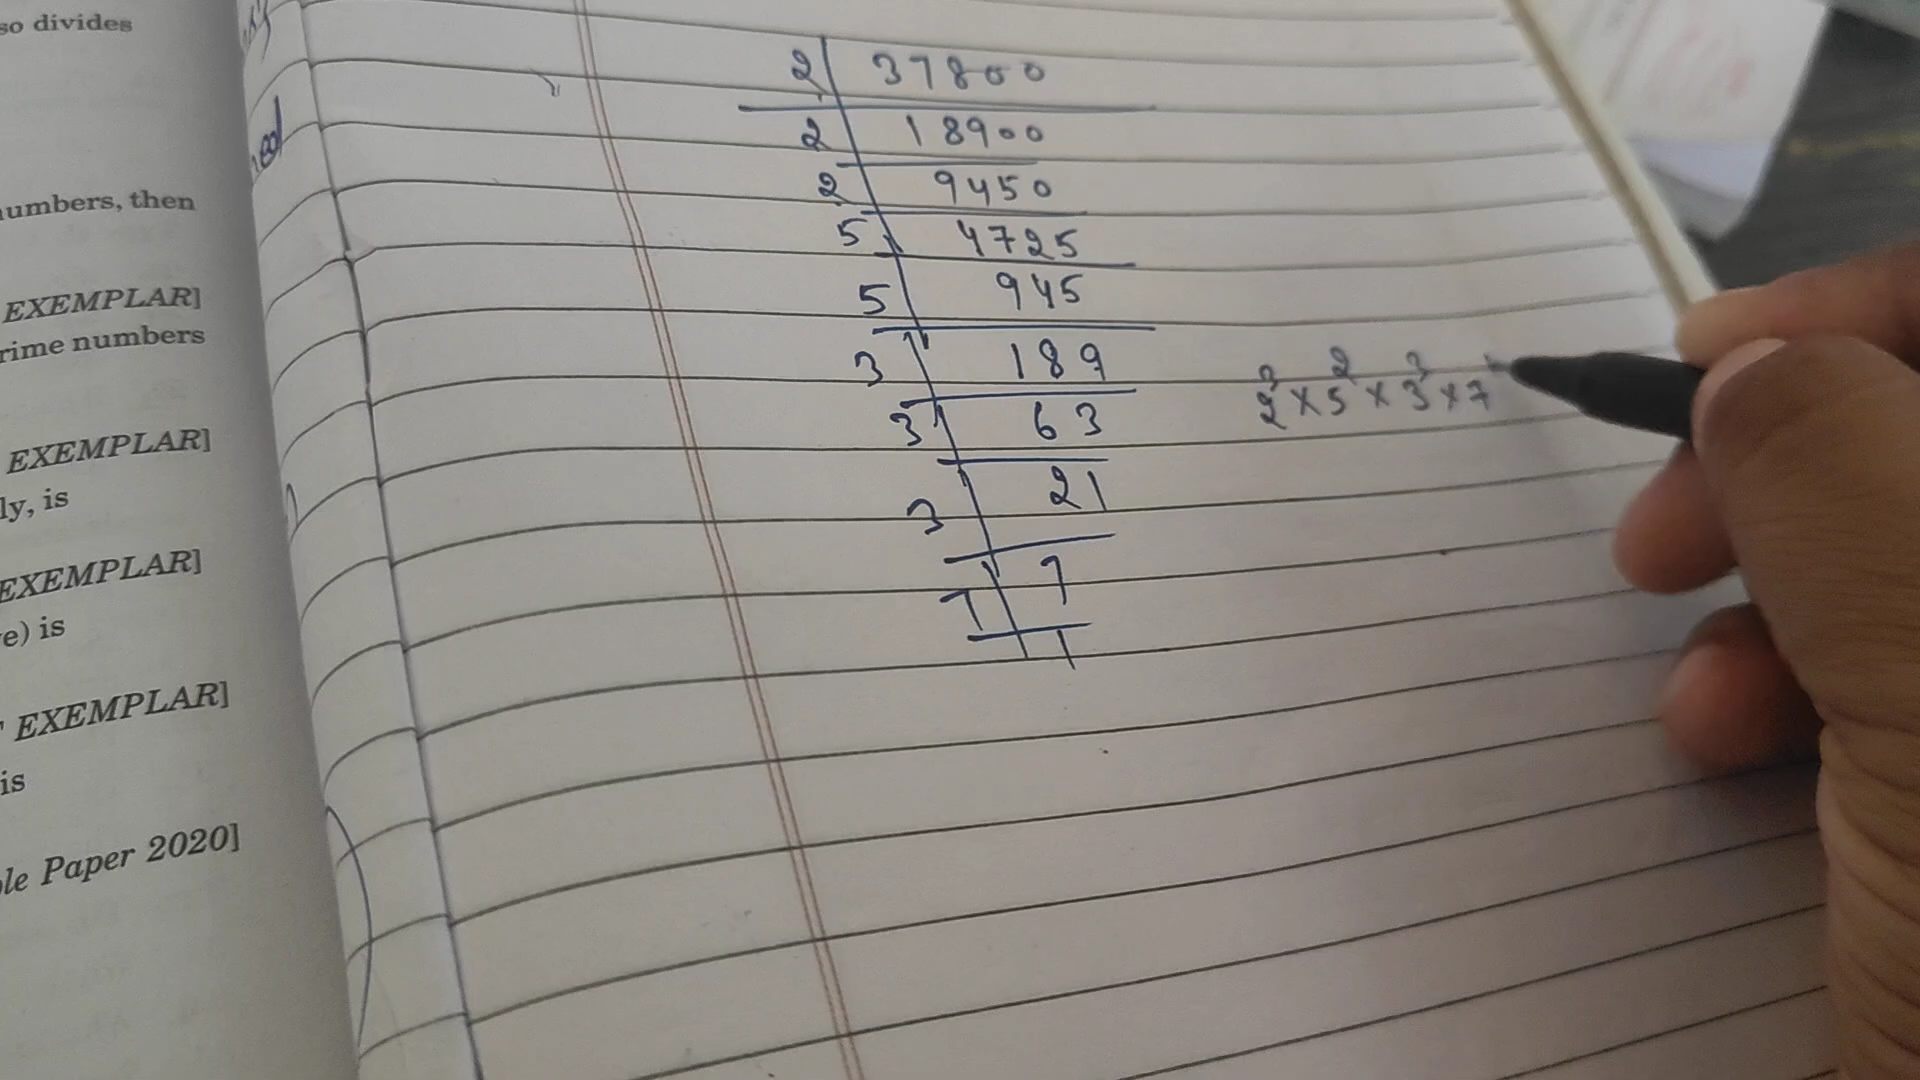 so divides
numbers, then
EXEMPLAR]
rime numbers
EXEMPLAR]
ly, is
EXEMPLAR]
e) is
EXEMPLAR]
is
le Paper 2020]
2 | 37800
2 | 18900
2 | 9450
5 | 4725
5 | 945
3 | 189
3 | 63
3 | 21
7 | 7
1
2³ × 5² × 3³ × 7